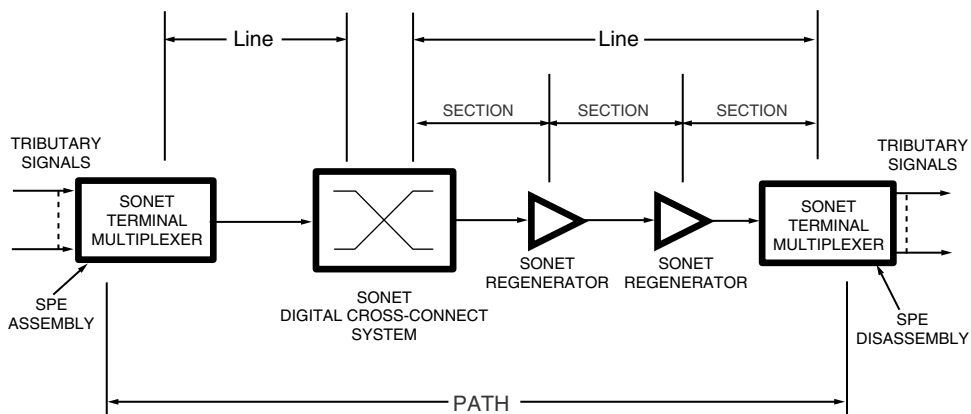 Line
Line
SECTION
SECTION
SECTION
TRIBUTARY
SIGNALS
TRIBUTARY
SIGNALS
SONET
TERMINAL
MULTIPLEXER
SONET
TERMINAL
MULTIPLEXER
SONET
REGENERATOR
SONET
REGENERATOR
SPE
ASSEMBLY
SONET
DIGITAL CROSS-CONNECT
SYSTEM
SPE
DISASSEMBLY
PATH